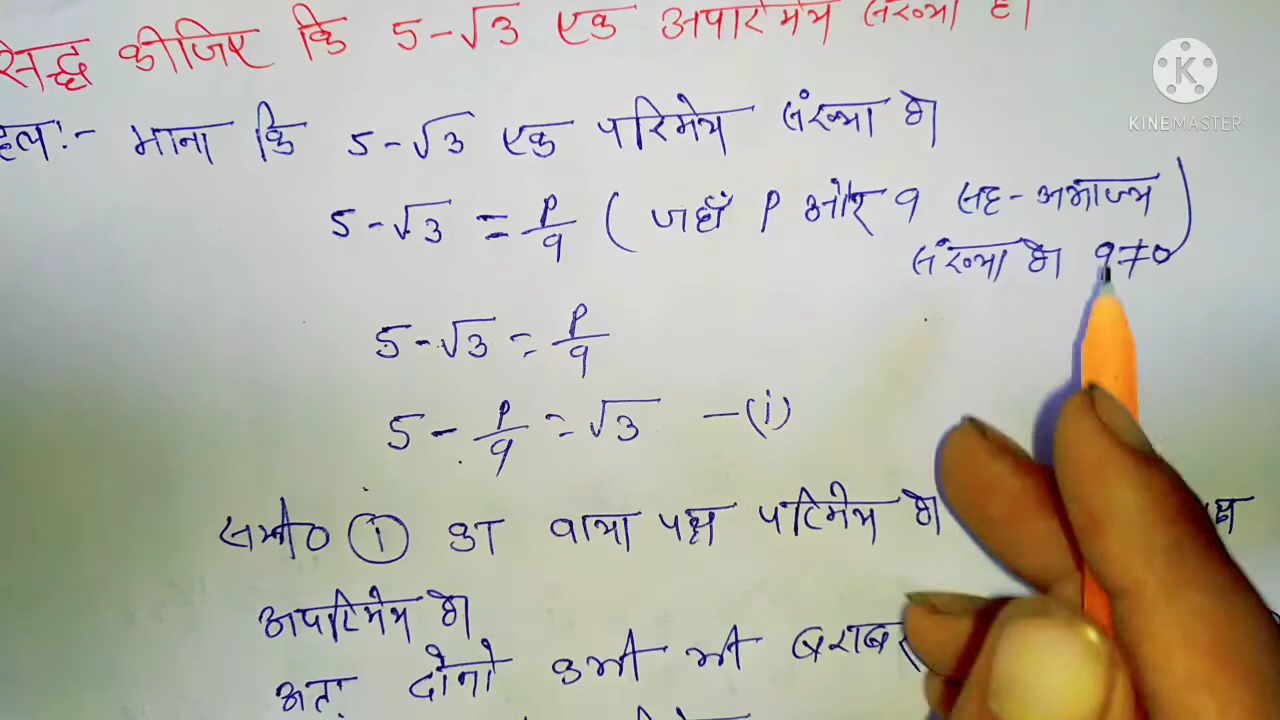 सिद्ध कीजिए कि 5-√3 एक अपरिमेय संख्या है।
KINEMASTER
हल:- माना कि 5-√3 एक परिमेय संख्या है
5-√3 = p/q ( जहाँ p और q सह-अभाज्य
संख्या है q≠0 )
5-√3 = p/q
5 - p/q = √3 -(i)
समी० (i) का बाया पक्ष परिमेय है
अपरिमेय है
अतः दोनो कभी भी बराबर